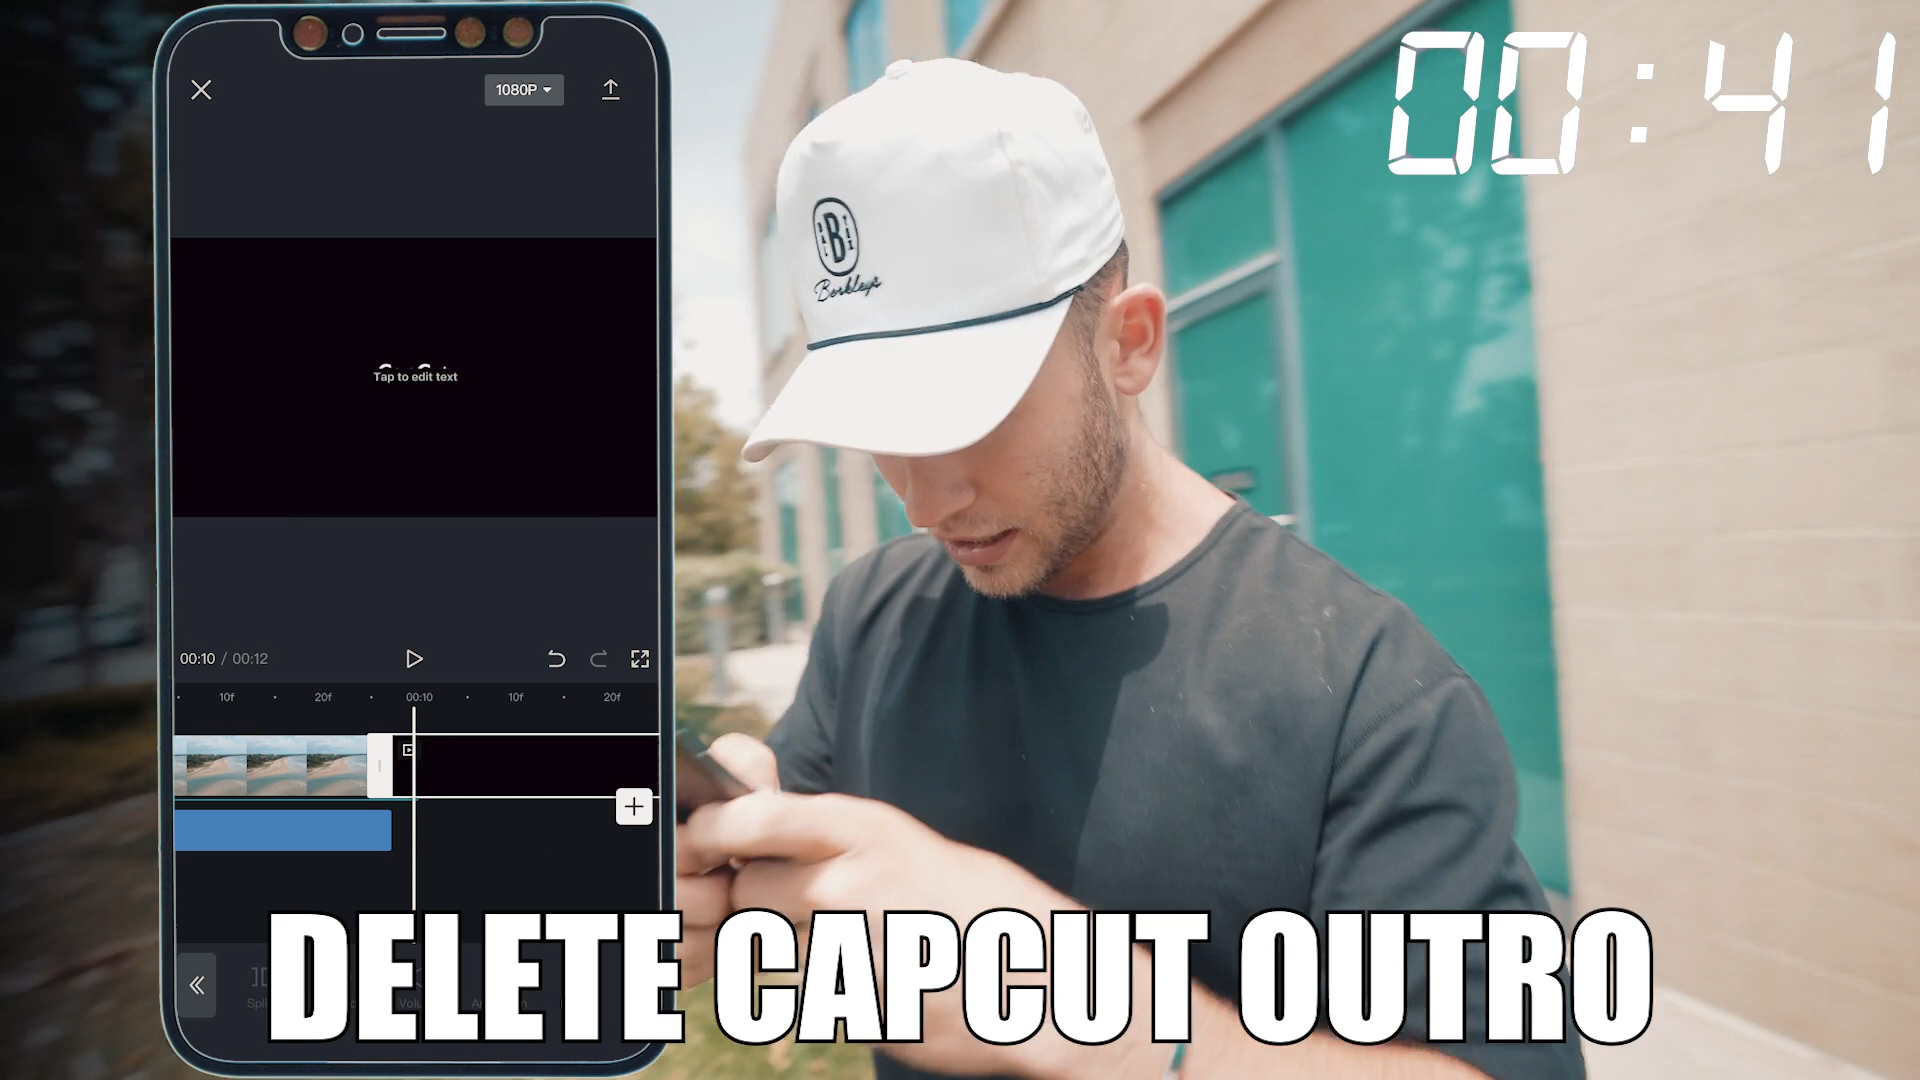 1080P
00:41
B
Berkleys
Tap to edit text
00:10 / 00:12
10f
20f
00:10
10f
20f
DELETE CAPCUT OUTRO